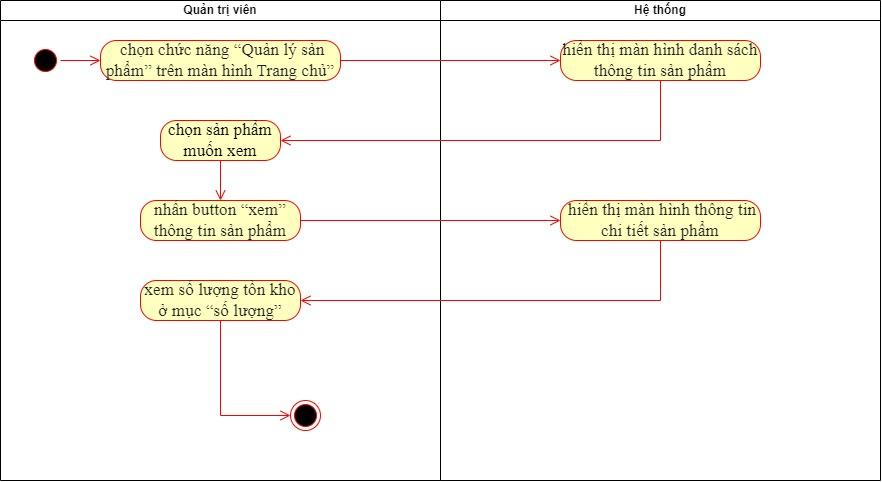 Quản trị viên
Hệ thống
chọn chức năng “Quản lý sản
phẩm” trên màn hình Trang chủ”
hiển thị màn hình danh sách
thông tin sản phẩm
chọn sản phẩm
muốn xem
nhấn button “xem”
thông tin sản phẩm
hiển thị màn hình thông tin
chi tiết sản phẩm
xem số lượng tồn kho
ở mục “số lượng”